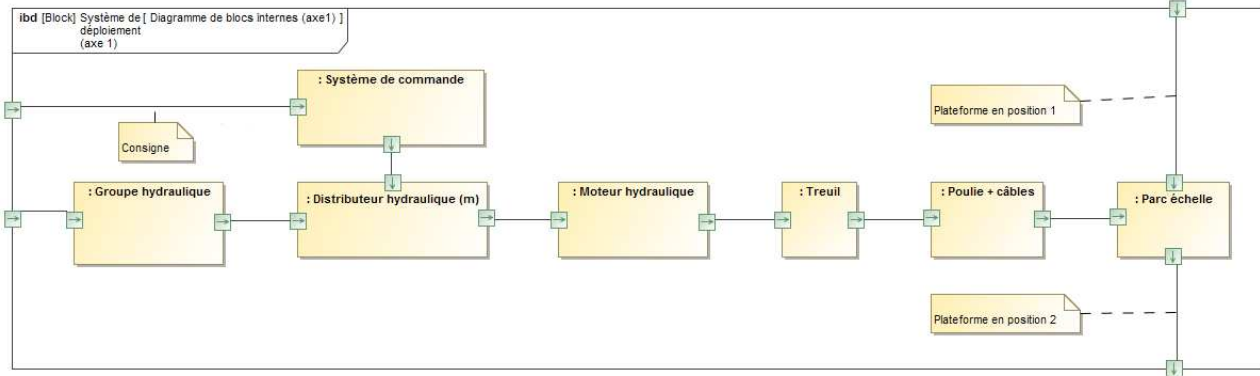 ibd [Block] Système de [ Diagramme de blocs internes (axe1) ]
déploiement
(axe 1)
: Système de commande
Plateforme en position 1
Consigne
: Groupe hydraulique
: Distributeur hydraulique (m)
: Moteur hydraulique
: Treuil
: Poulie + câbles
: Parc échelle
Plateforme en position 2